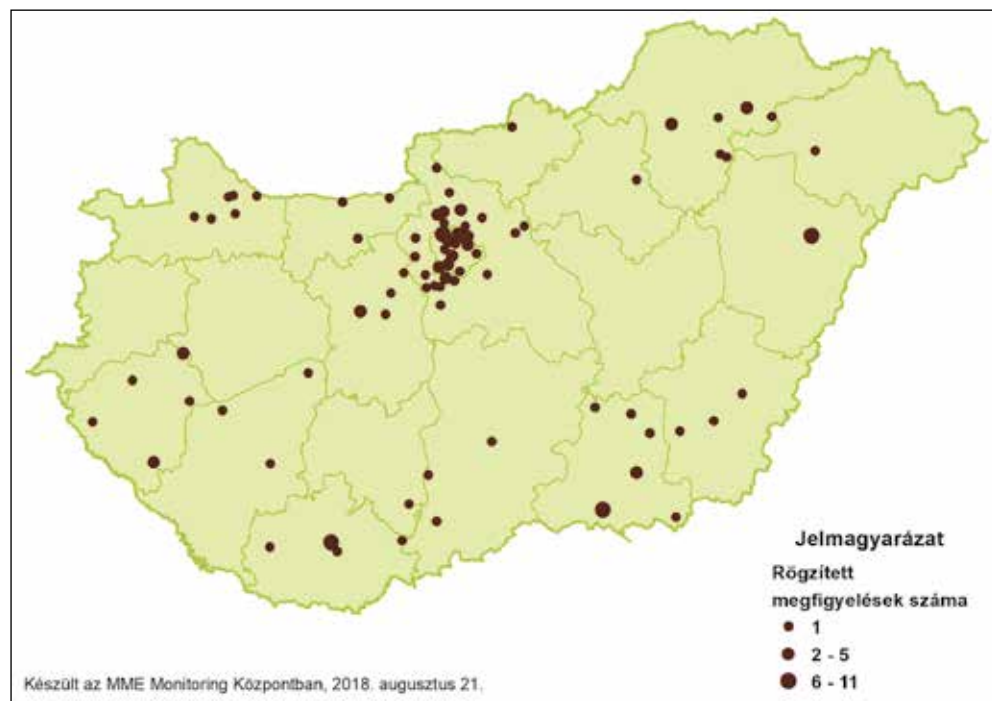 Jelmagyarázat
Rögzített
megfigyelések száma
1
2 - 5
6 - 11
Készült az MME Monitoring Központban, 2018. augusztus 21.